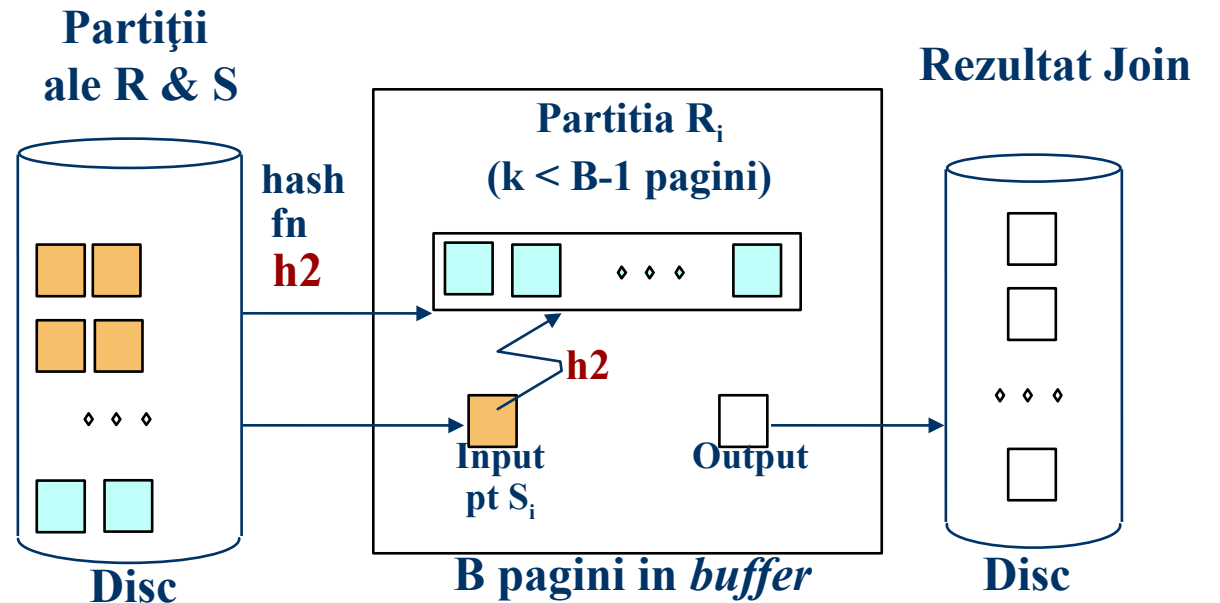 Partiţii
ale R & S
Rezultat Join
Partitia Ri
(k < B-1 pagini)
hash
fn
h2
h2
Input
pt Si
Output
Disc
B pagini in buffer
Disc